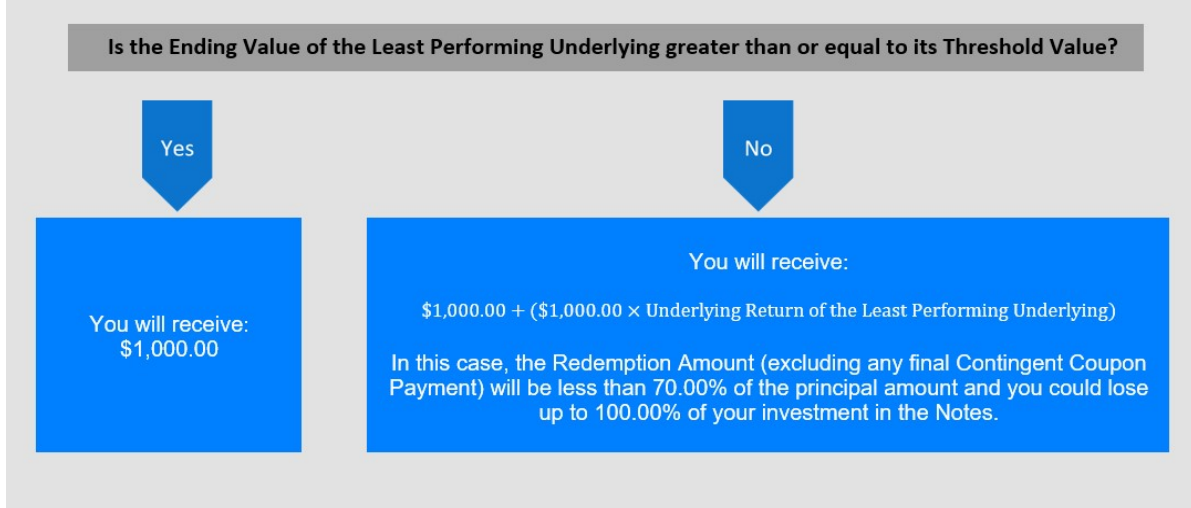 Is the Ending Value of the Least Performing Underlying greater than or equal to its Threshold Value?
Yes
No
You will receive:
$1,000.00
You will receive:
$1,000.00 + ($1,000.00 × Underlying Return of the Least Performing Underlying)
In this case, the Redemption Amount (excluding any final Contingent Coupon
Payment) will be less than 70.00% of the principal amount and you could lose
up to 100.00% of your investment in the Notes.